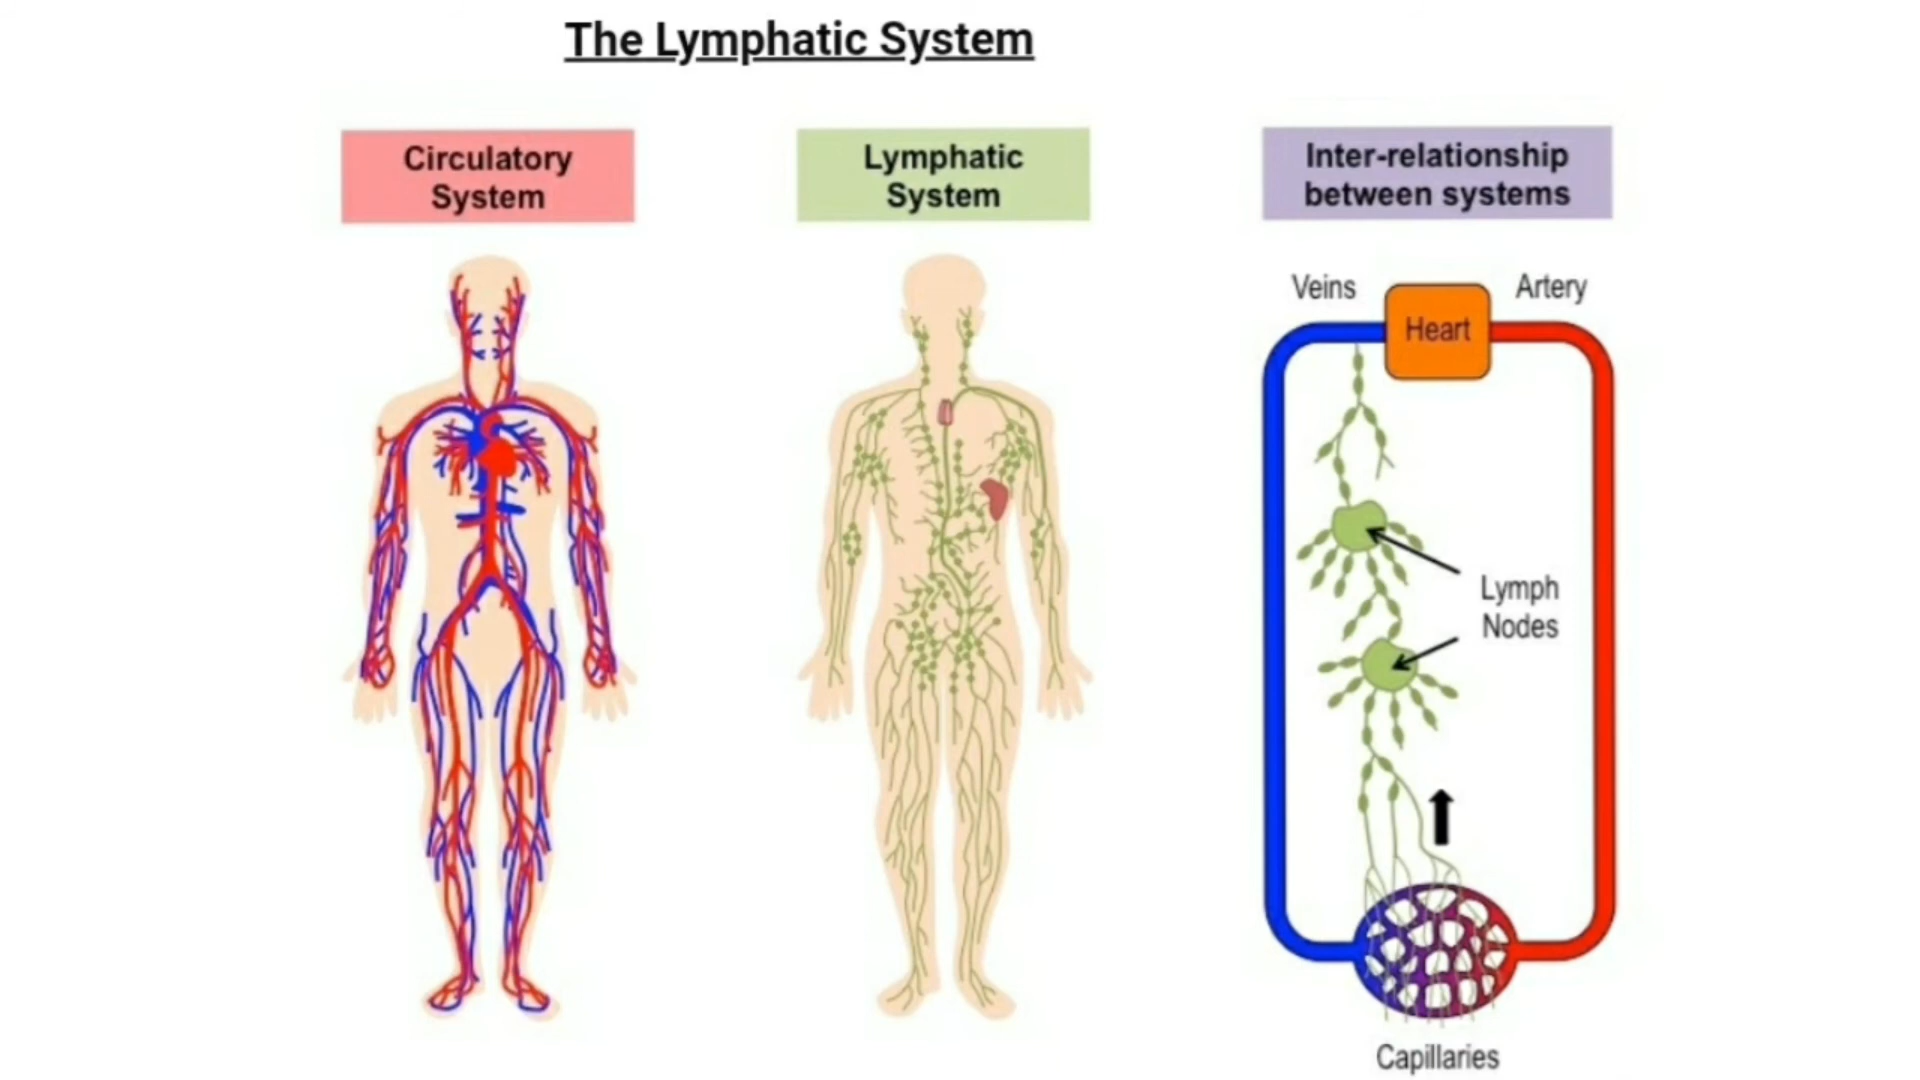 The Lymphatic System
Circulatory
System
Lymphatic
System
Inter-relationship
between systems
Veins
Artery
Heart
Lymph
Nodes
Capillaries